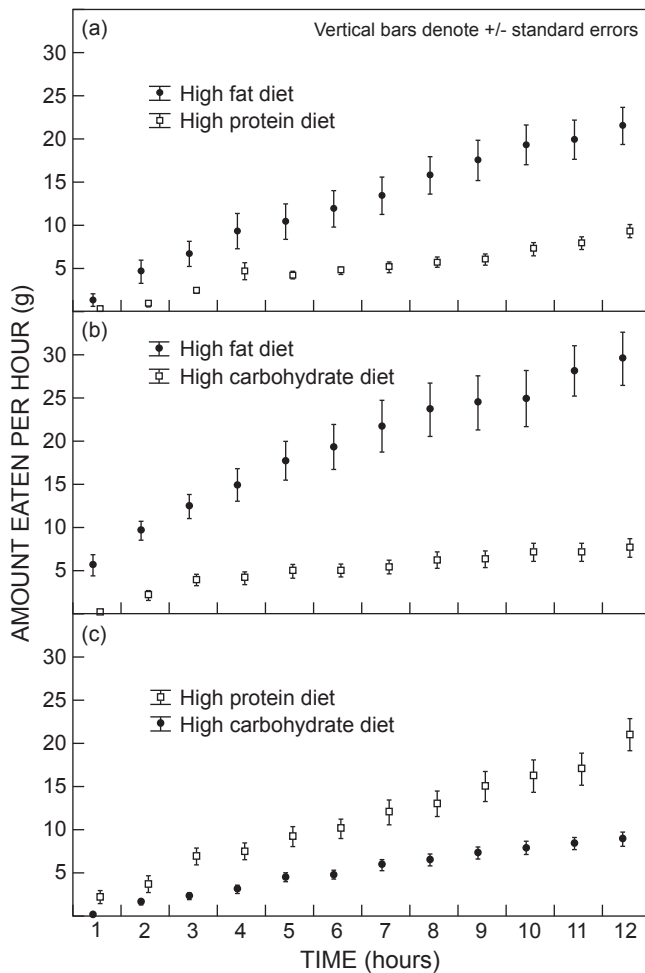 (a)
Vertical bars denote +/- standard errors
High fat diet
High protein diet
30
25
20
15
10
5
(b)
High fat diet
High carbohydrate diet
30
25
20
15
10
5
(c)
High protein diet
High carbohydrate diet
30
25
20
15
10
5
AMOUNT EATEN PER HOUR (g)
1 2 3 4 5 6 7 8 9 10 11 12
TIME (hours)